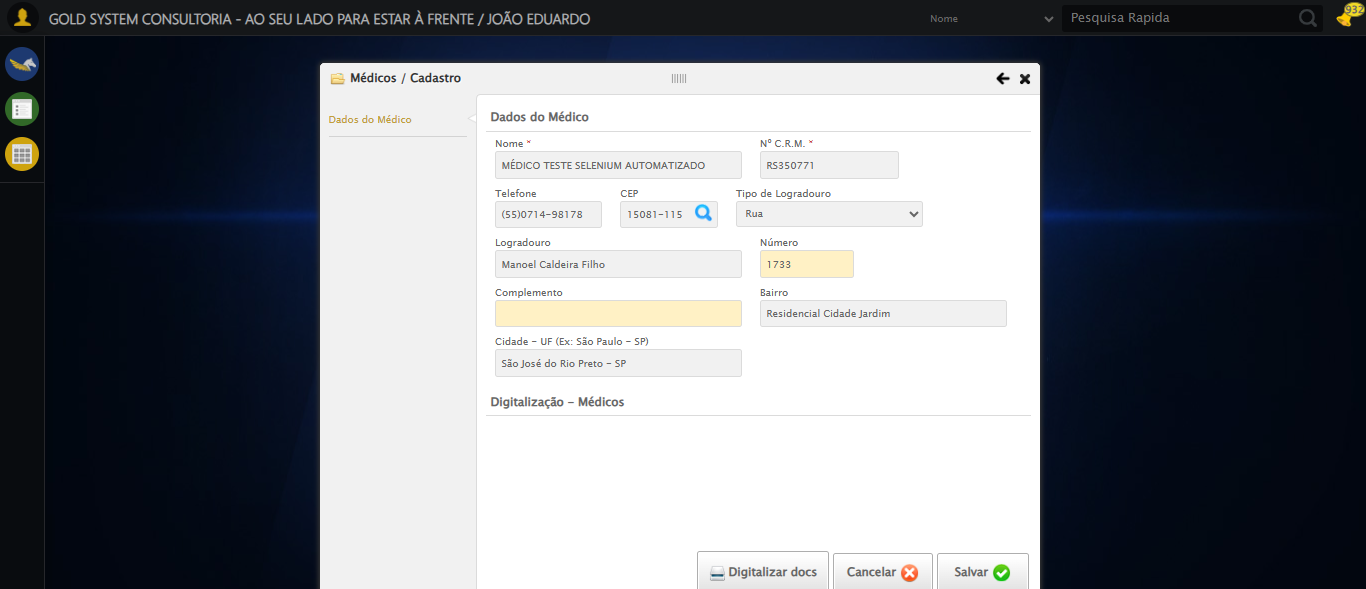 GOLD SYSTEM CONSULTORIA - AO SEU LADO PARA ESTAR À FRENTE / JOÃO EDUARDO
Nome
Pesquisa Rapida
932
Médicos / Cadastro
Dados do Médico
Dados do Médico
Nome *
Nº C.R.M. *
MÉDICO TESTE SELENIUM AUTOMATIZADO
RS350771
Telefone
CEP
Tipo de Logradouro
(55)0714-98178
15081-115
Rua
Logradouro
Número
Manoel Caldeira Filho
1733
Complemento
Bairro
Residencial Cidade Jardim
Cidade - UF (Ex: São Paulo - SP)
São José do Rio Preto - SP
Digitalização - Médicos
Digitalizar docs
Cancelar
Salvar